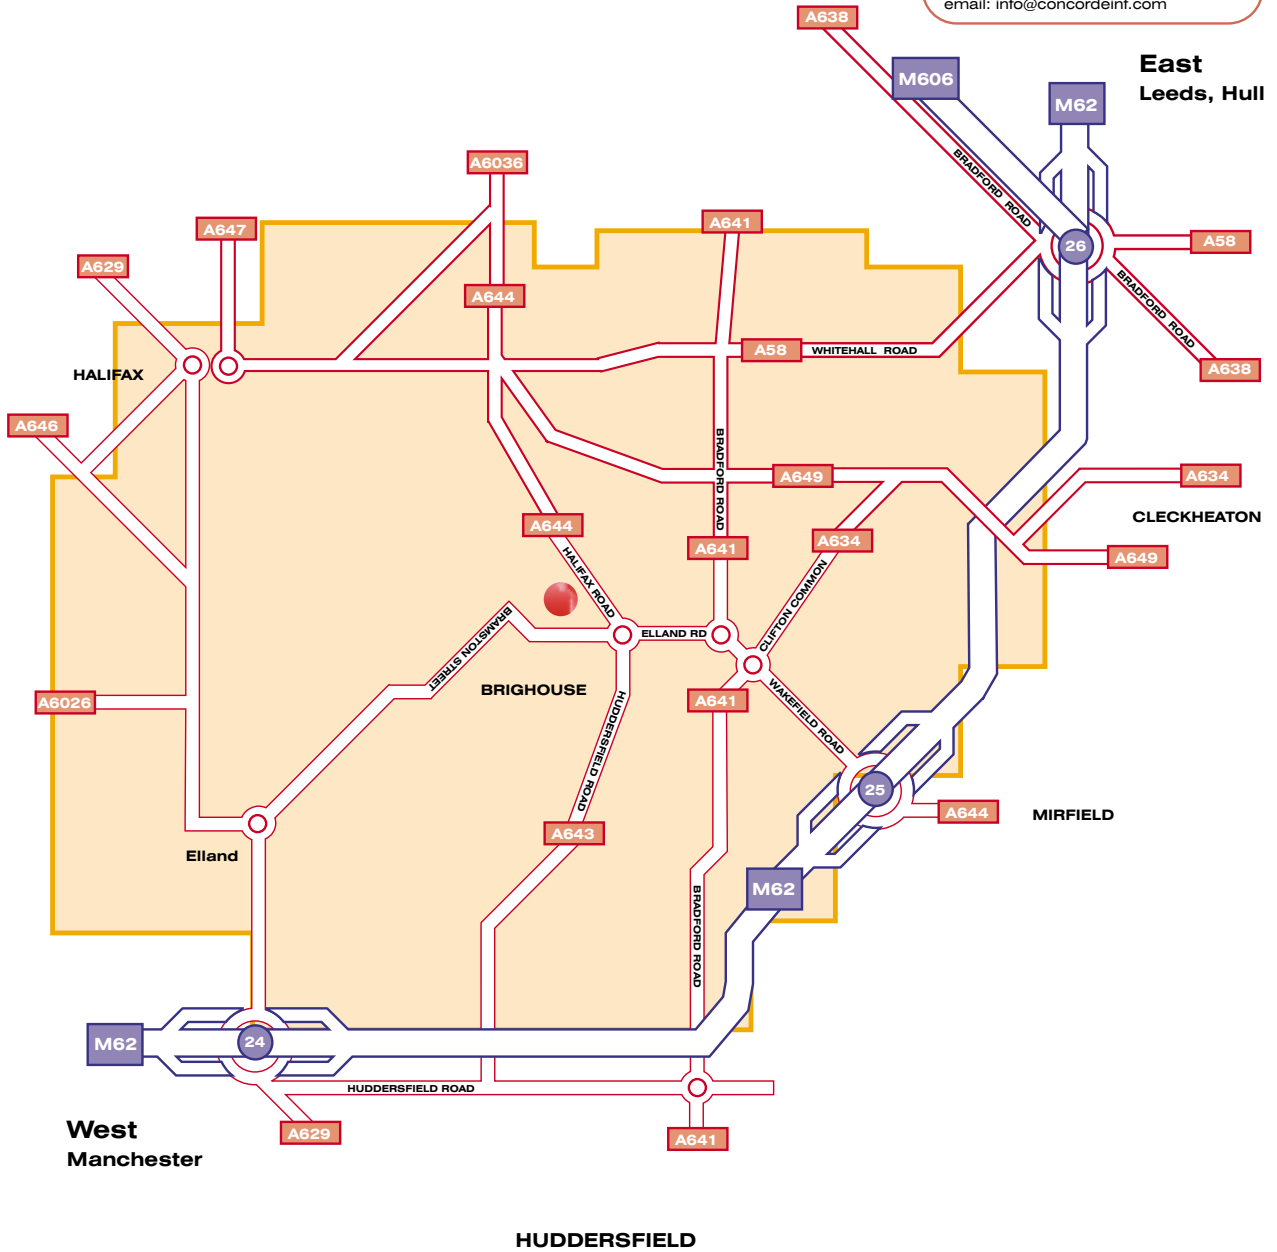 email: info@concordeinf.com
A638
East
Leeds, Hull
M606
M62
BRADFORD ROAD
A6036
A647
A641
A58
26
A629
A644
BRADFORD ROAD
A58
WHITEHALL ROAD
A638
HALIFAX
A646
BRADFORD ROAD
A649
A634
CLECKHEATON
A644
A641
A634
A649
HALIFAX ROAD
CLIFTON COMMON
BRAMSTON STREET
ELLAND RD
BRIGHOUSE
A6026
HUDDERSFIELD ROAD
A641
WAKEFIELD ROAD
25
A644
MIRFIELD
A643
Elland
M62
BRADFORD ROAD
M62
24
HUDDERSFIELD ROAD
West
Manchester
A629
A641
HUDDERSFIELD